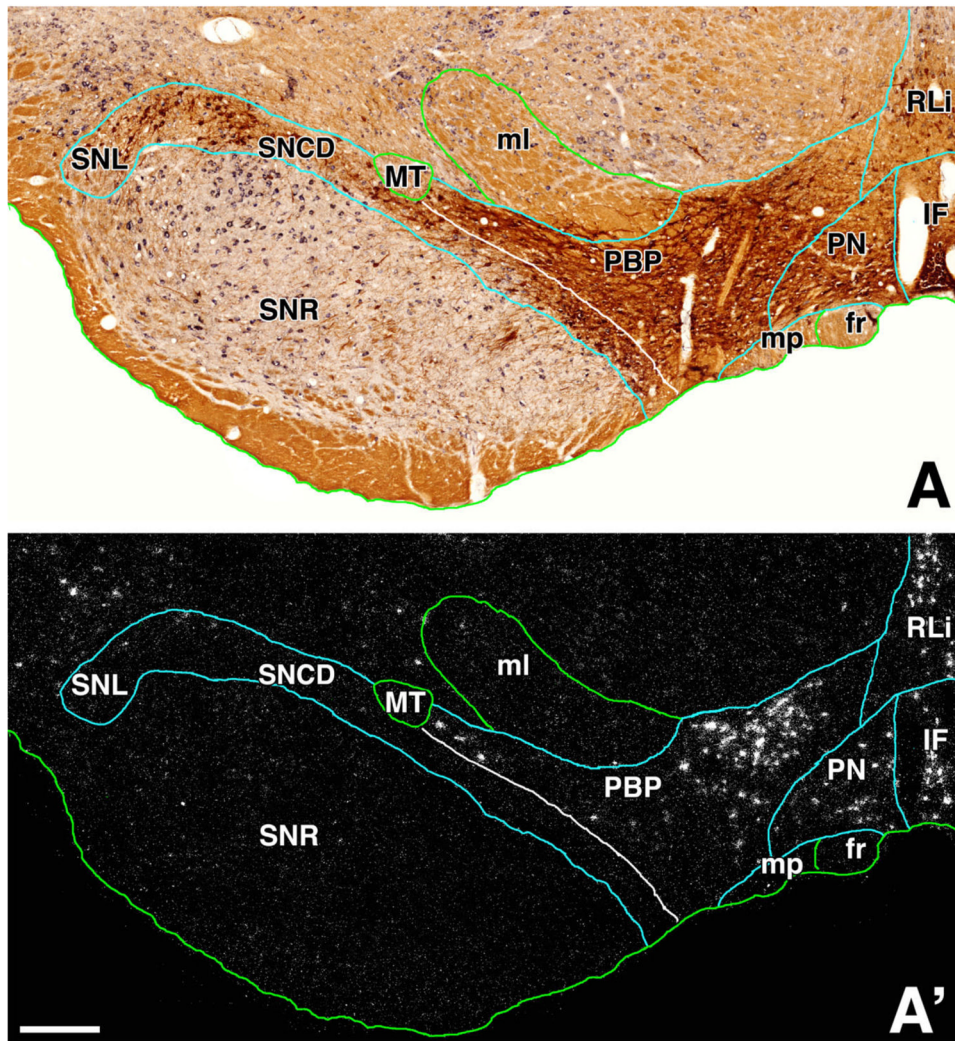 RLi
ml
SNL
SNCD
MT
IF
PN
PBP
SNR
mp
fr
A
RLi
ml
SNL
SNCD
MT
IF
PN
PBP
SNR
fr
mp
A’